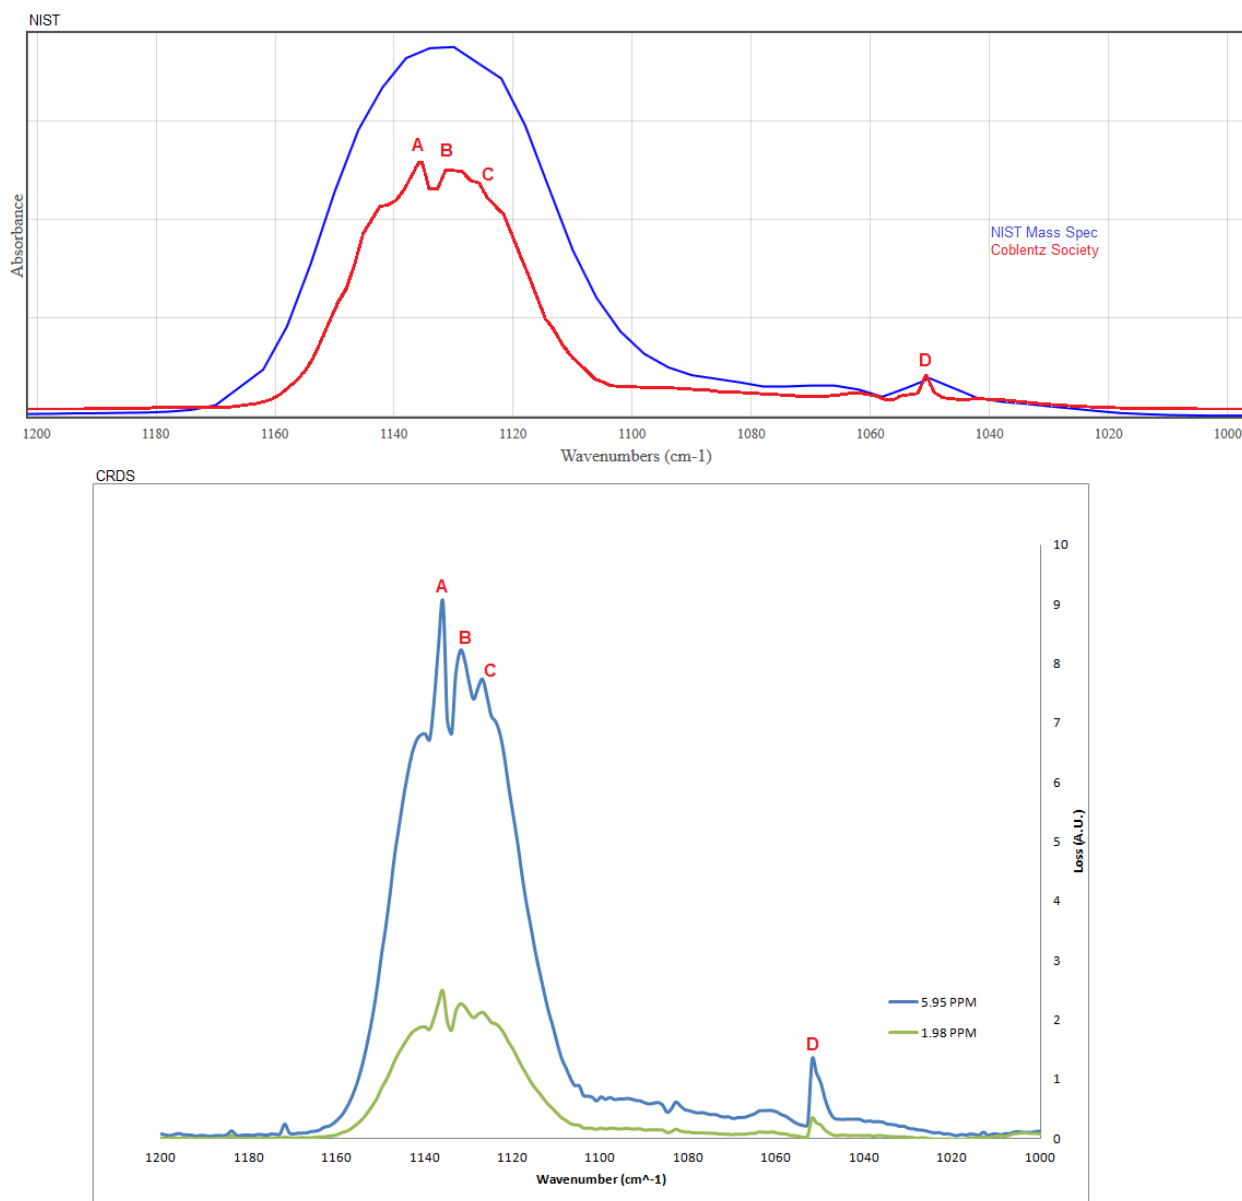 NIST
A
B
C
D
Absorbance
NIST Mass Spec
Coblentz Society
1200 1180 1160 1140 1120 1100 1080 1060 1040 1020 1000
Wavenumbers (cm-1)
CRDS
A
B
C
D
10
9
8
7
6
5
4
3
2
1
0
Loss (A.U.)
5.95 PPM
1.98 PPM
1200 1180 1160 1140 1120 1100 1080 1060 1040 1020 1000
Wavenumber (cm^-1)